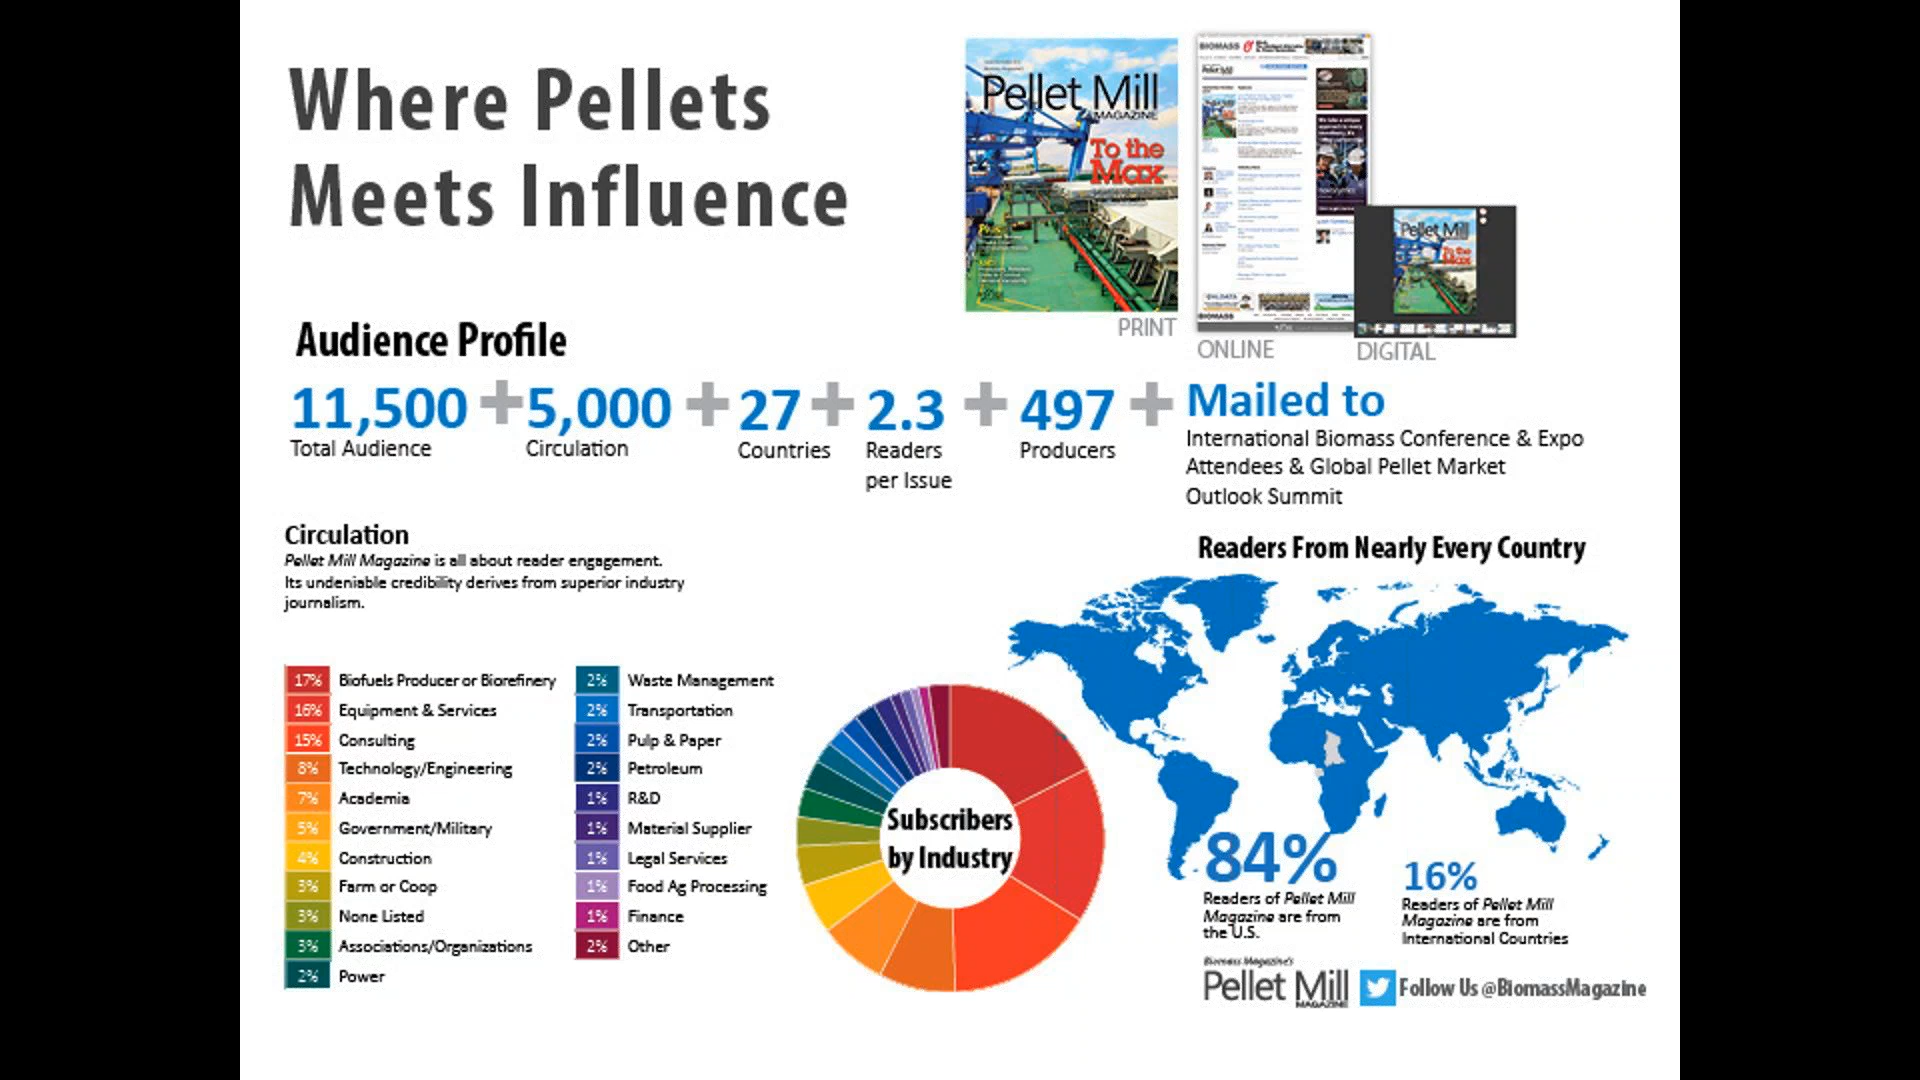 Where Pellets
Meets Influence
Pellet Mill
MAGAZINE
To the
Max
PRINT
BIOMASS
Pellet Mill
To the
Max
ONLINE
DIGITAL
Audience Profile
11,500 + 5,000 + 27 + 2.3 + 497 + Mailed to
Total Audience
Circulation
Countries
Readers
per Issue
Producers
International Biomass Conference & Expo
Attendees & Global Pellet Market
Outlook Summit
Circulation
Pellet Mill Magazine is all about reader engagement.
Its undeniable credibility derives from superior industry
journalism.
17% Biofuels Producer or Biorefinery
16% Equipment & Services
15% Consulting
8% Technology/Engineering
7% Academia
5% Government/Military
4% Construction
3% Farm or Coop
3% None Listed
3% Associations/Organizations
2% Power
2% Waste Management
2% Transportation
2% Pulp & Paper
2% Petroleum
1% R&D
1% Material Supplier
1% Legal Services
1% Food Ag Processing
1% Finance
2% Other
Subscribers
by Industry
Readers From Nearly Every Country
84%
Readers of Pellet Mill
Magazine are from
the U.S.
16%
Readers of Pellet Mill
Magazine are from
International Countries
Biomass Magazine's
Pellet Mill
MAGAZINE
Follow Us @BiomassMagazine